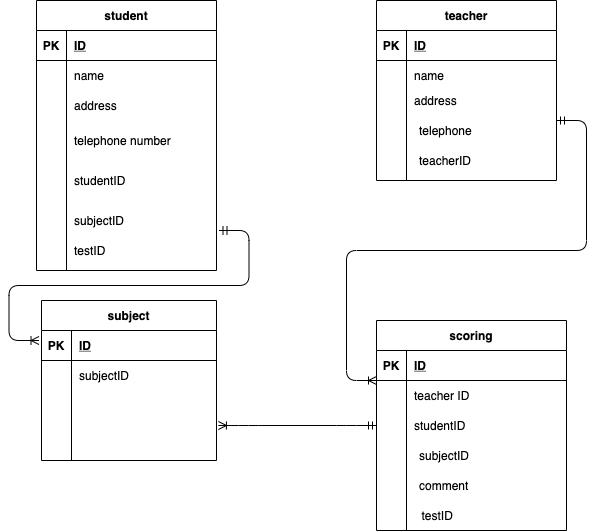 student
PK ID
name
address
telephone number
studentID
subjectID
testID
teacher
PK ID
name
address
telephone
teacherID
subject
PK ID
subjectID
scoring
PK ID
teacher ID
studentID
subjectID
comment
testID